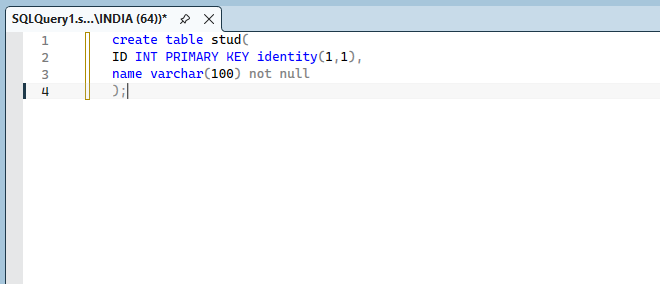 SQLQuery1.s...\INDIA (64))*
1 create table stud(
2 ID INT PRIMARY KEY identity(1,1),
3 name varchar(100) not null
4 );